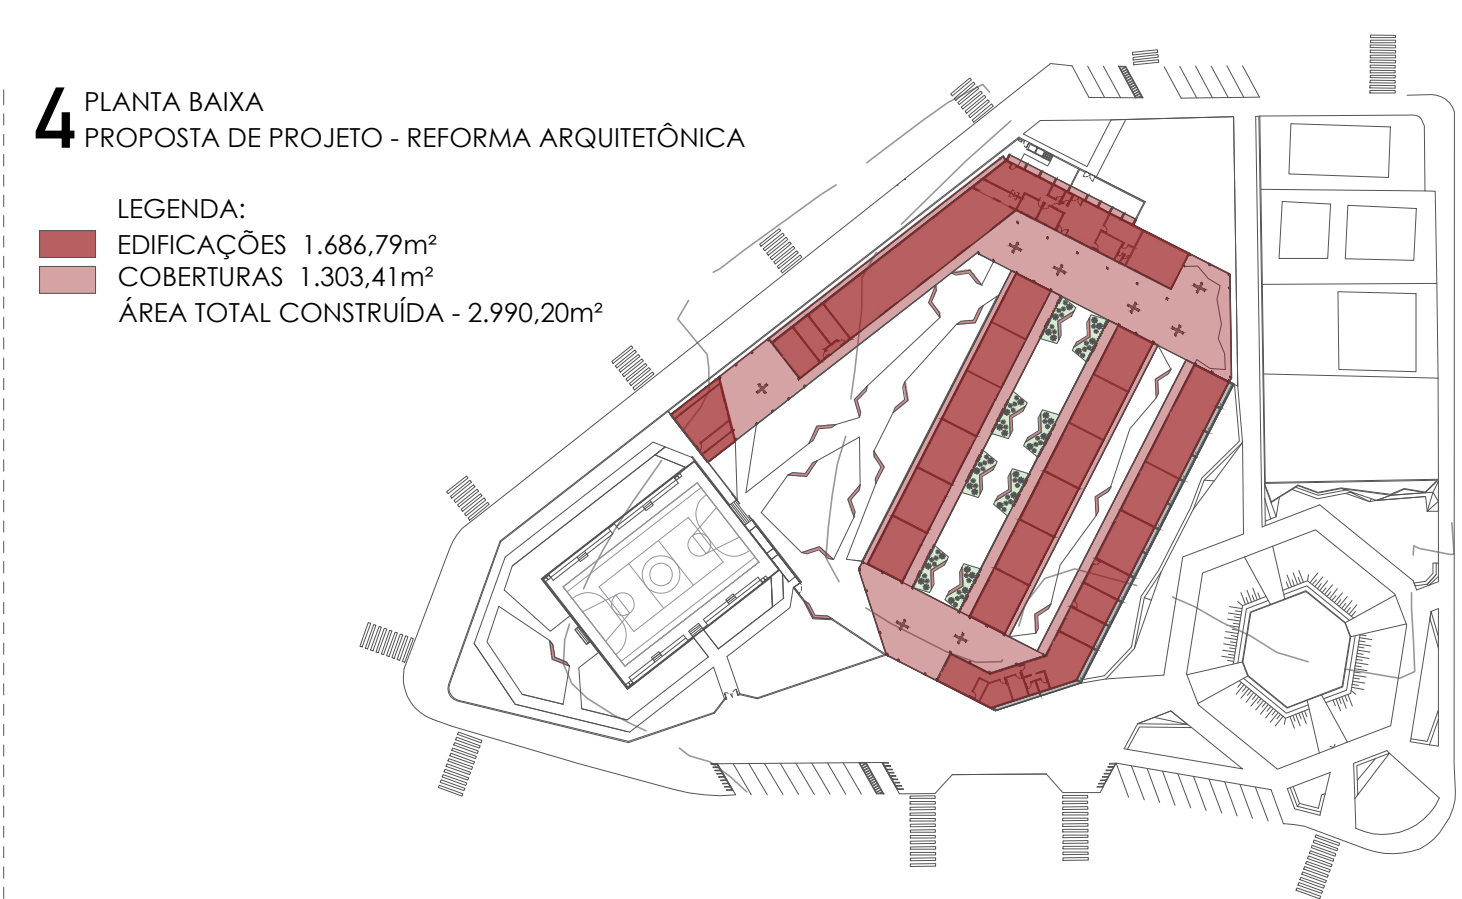 4 PLANTA BAIXA
PROPOSTA DE PROJETO - REFORMA ARQUITETÔNICA
LEGENDA:
EDIFICAÇÕES 1.686,79m²
COBERTURAS 1.303,41m²
ÁREA TOTAL CONSTRUÍDA - 2.990,20m²